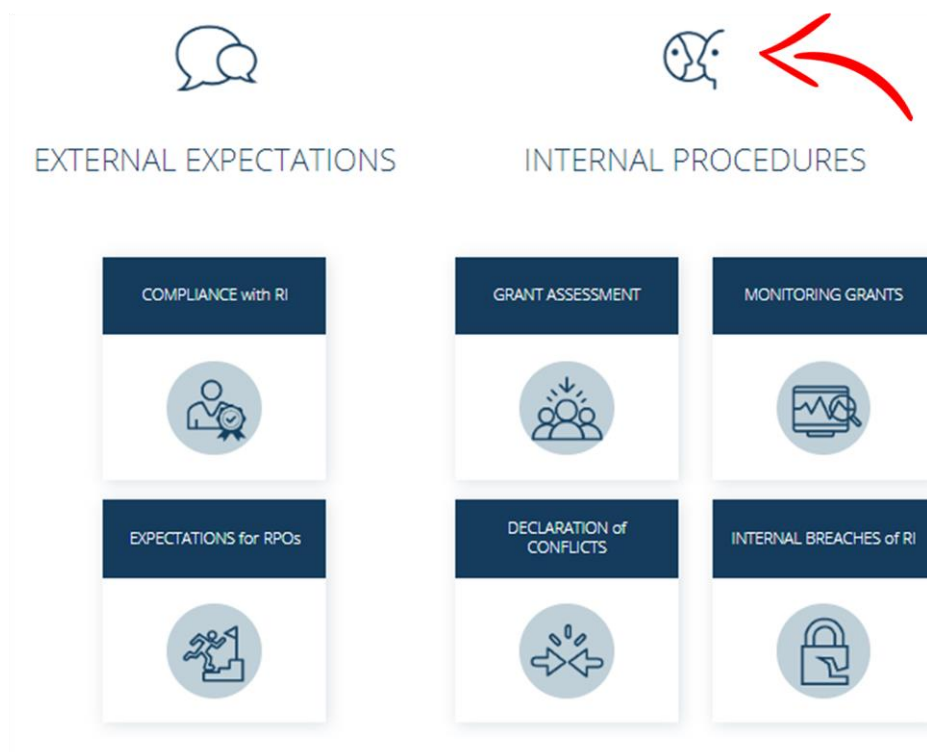 EXTERNAL EXPECTATIONS
INTERNAL PROCEDURES
COMPLIANCE with RI
GRANT ASSESSMENT
MONITORING GRANTS
EXPECTATIONS for RPOs
DECLARATION of
CONFLICTS
INTERNAL BREACHES of RI